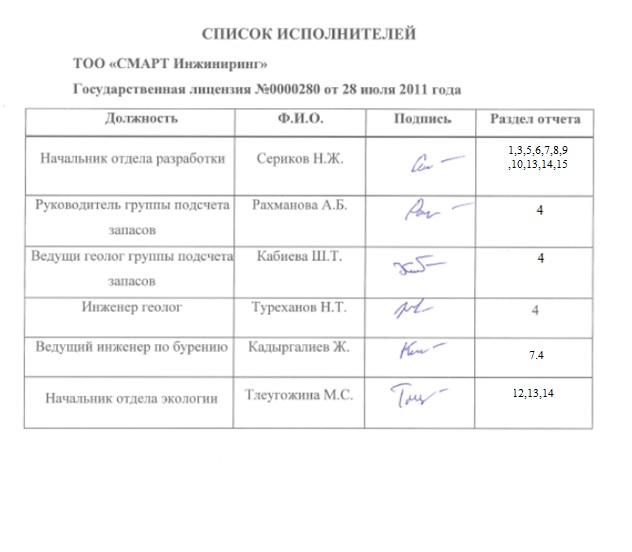 СПИСОК ИСПОЛНИТЕЛЕЙ
ТОО «СМАРТ Инжиниринг»
Государственная лицензия №0000280 от 28 июля 2011 года
Должность Ф.И.О. Подпись Раздел отчета
Начальник отдела разработки Сериков Н.Ж. 1,3,5,6,7,8,9
,10,13,14,15
Руководитель группы подсчета Рахманова А.Б. 4
запасов
Ведущи геолог группы подсчета Кабиева Ш.Т. 4
запасов
Инженер геолог Туреханов Н.Т. 4
Ведущий инженер по бурению Кадыргалиев Ж. 7.4
Начальник отдела экологии Тлеугожина М.С. 12,13,14